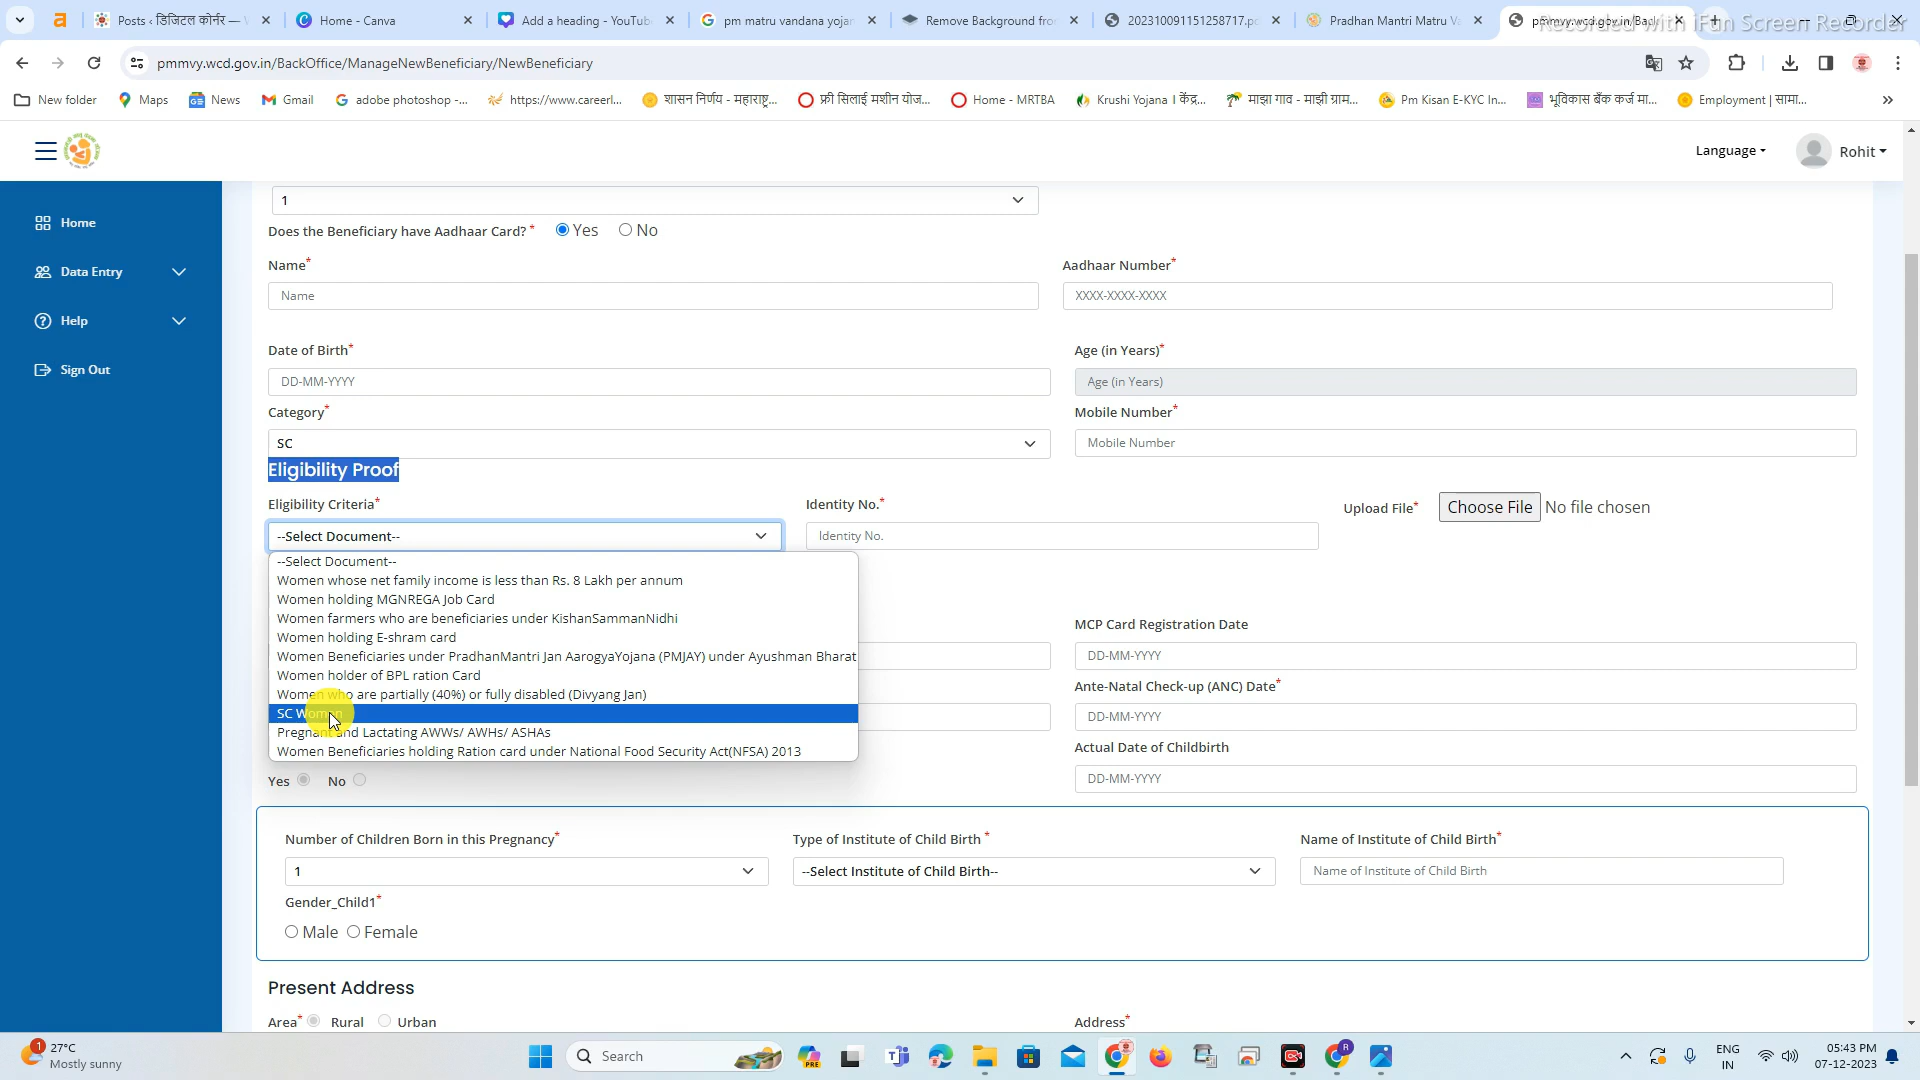 Posts ‹ डिजिटल कोर्नर —
Home - Canva
Add a heading - YouTub
pm matru vandana yojan
Remove Background from
202310091151258717.pd
Pradhan Mantri Matru V
pmmvy.wcd.gov.in/Back
Recorded with iFun Screen Recorder
pmmvy.wcd.gov.in/BackOffice/ManageNewBeneficiary/NewBeneficiary
New folder
Maps
News
Gmail
adobe photoshop -...
https://www.careerl...
शासन निर्णय - महाराष्ट्र...
फ्री सिलाई मशीन योज...
Home - MRTBA
Krushi Yojana । केंद्र...
माझा गाव - माझी ग्राम...
Pm Kisan E-KYC In...
भूविकास बँक कर्ज मा...
Employment | सामा...
Language
Rohit
Home
Data Entry
Help
Sign Out
1
Does the Beneficiary have Aadhaar Card?* Yes No
Name*
Aadhaar Number*
Name
XXXX-XXXX-XXXX
Date of Birth*
Age (in Years)*
DD-MM-YYYY
Age (in Years)
Category*
Mobile Number*
SC
Mobile Number
Eligibility Proof
Eligibility Criteria*
Identity No.*
Upload File* Choose File No file chosen
--Select Document--
Identity No.
--Select Document--
Women whose net family income is less than Rs. 8 Lakh per annum
Women holding MGNREGA Job Card
Women farmers who are beneficiaries under KishanSammanNidhi
Women holding E-shram card
Women Beneficiaries under PradhanMantri Jan AarogyaYojana (PMJAY) under Ayushman Bharat
Women holder of BPL ration Card
Women who are partially (40%) or fully disabled (Divyang Jan)
SC Women
Pregnant and Lactating AWWs/ AWHs/ ASHAs
Women Beneficiaries holding Ration card under National Food Security Act(NFSA) 2013
MCP Card Registration Date
DD-MM-YYYY
Ante-Natal Check-up (ANC) Date*
DD-MM-YYYY
Actual Date of Childbirth
DD-MM-YYYY
Yes No
Number of Children Born in this Pregnancy*
Type of Institute of Child Birth *
Name of Institute of Child Birth*
1
--Select Institute of Child Birth--
Name of Institute of Child Birth
Gender_Child1*
Male Female
Present Address
Area* Rural Urban
Address*
1
27°C
Mostly sunny
Search
PRE
R
ENG
IN
05:43 PM
07-12-2023